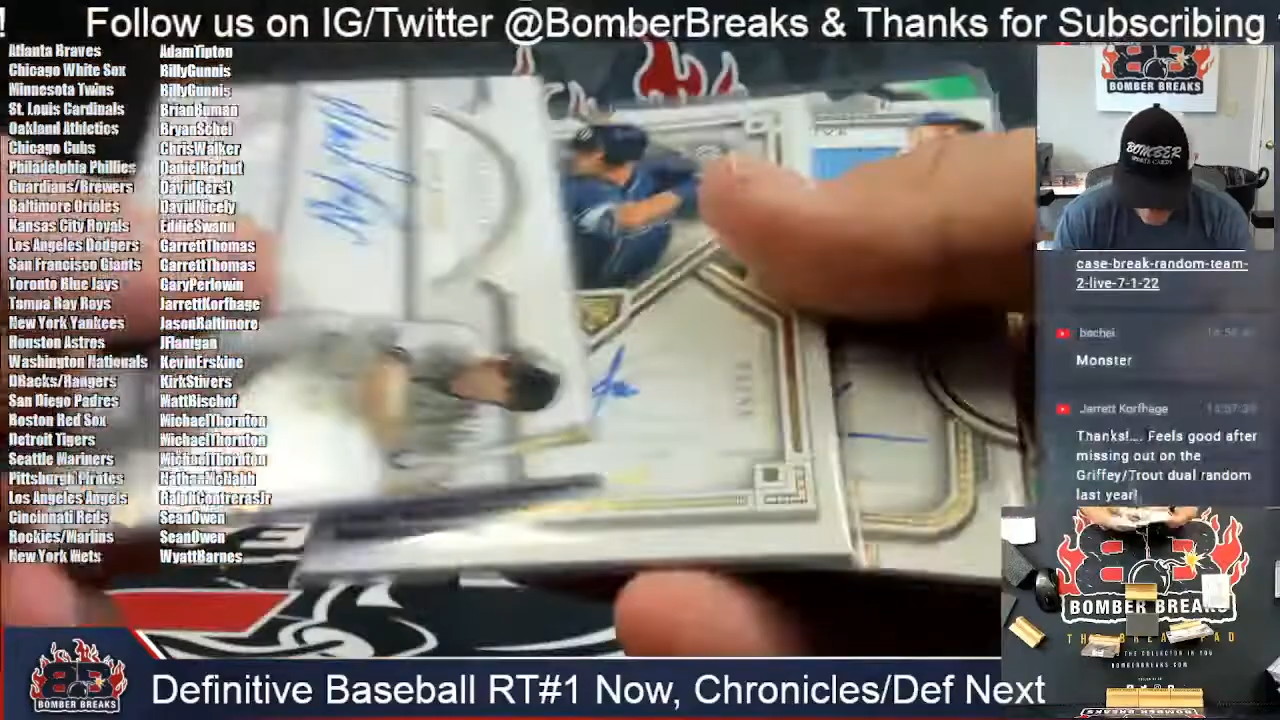 ! Follow us on IG/Twitter @BomberBreaks & Thanks for Subscribing
Atlanta Braves AdamTipton
Chicago White Sox BillyGunnis
Minnesota Twins BillyGunnis
St. Louis Cardinals BrianBuman
Oakland Athletics BryanSchel
Chicago Cubs ChrisWalker
Philadelphia Phillies DanielNorbut
Guardians/Brewers DavidGerst
Baltimore Orioles DavidNicely
Kansas City Royals EddieSwann
Los Angeles Dodgers GarrettThomas
San Francisco Giants GarrettThomas
Toronto Blue Jays GaryPerlowin
Tampa Bay Rays JarrettKorfhage
New York Yankees JasonBaltimore
Houston Astros JFlanigan
Washington Nationals KevinErskine
DBacks/Rangers KirkStivers
San Diego Padres MattBischof
Boston Red Sox MichaelThornton
Detroit Tigers MichaelThornton
Seattle Mariners MichaelThornton
Pittsburgh Pirates NathanMcNabb
Los Angeles Angels RalphContrerasJr
Cincinnati Reds SeanOwen
Rockies/Marlins SeanOwen
New York Mets WyattBarnes
BOMBER BREAKS
BOMBER
SPORTS CARDS
case-break-random-team-
2-live-7-1-22
Monster
Jarrett Korfhage
Thanks!.... Feels good after
missing out on the
Griffey/Trout dual random
last year!
BOMBER BREAKS
BOMBERBREAKS.COM
BOMBER BREAKS
Definitive Baseball RT#1 Now, Chronicles/Def Next